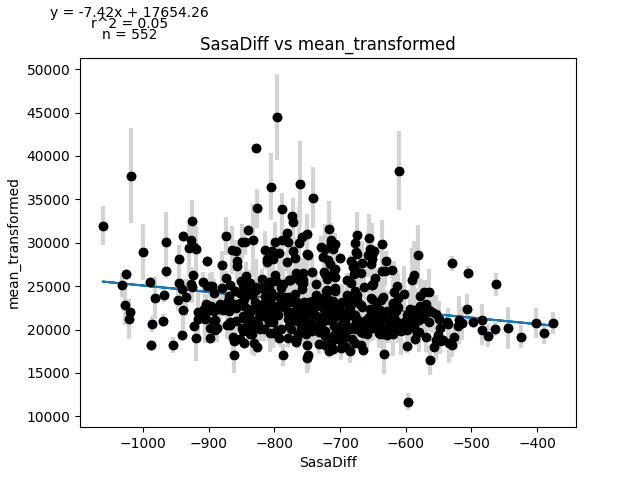 y = -7.42x + 17654.26
r^2 = 0.05
n = 552
SasaDiff vs mean_transformed
50000
45000
40000
35000
30000
25000
20000
15000
10000
mean_transformed
−1000 −900 −800 −700 −600 −500 −400
SasaDiff